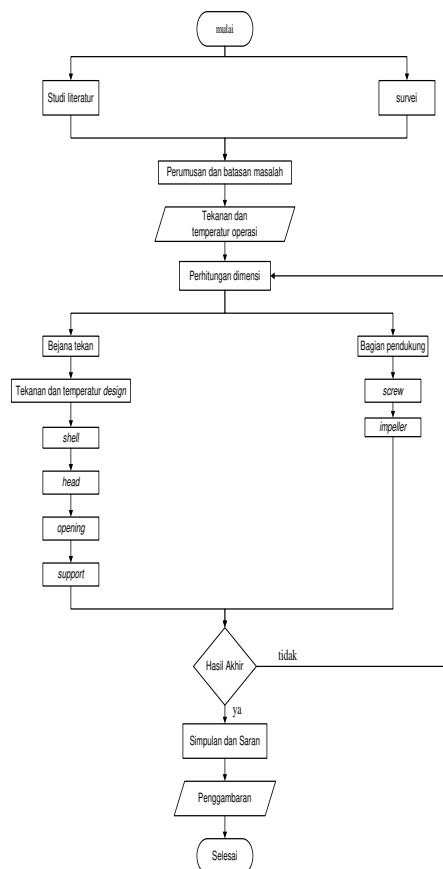 mulai
Studi literatur
survei
Perumusan dan batasan masalah
Tekanan dan
temperatur operasi
Perhitungan dimensi
Bejana tekan
Bagian pendukung
Tekanan dan temperatur design
screw
shell
impeller
head
opening
support
Hasil Akhir
tidak
ya
Simpulan dan Saran
Penggambaran
Selesai